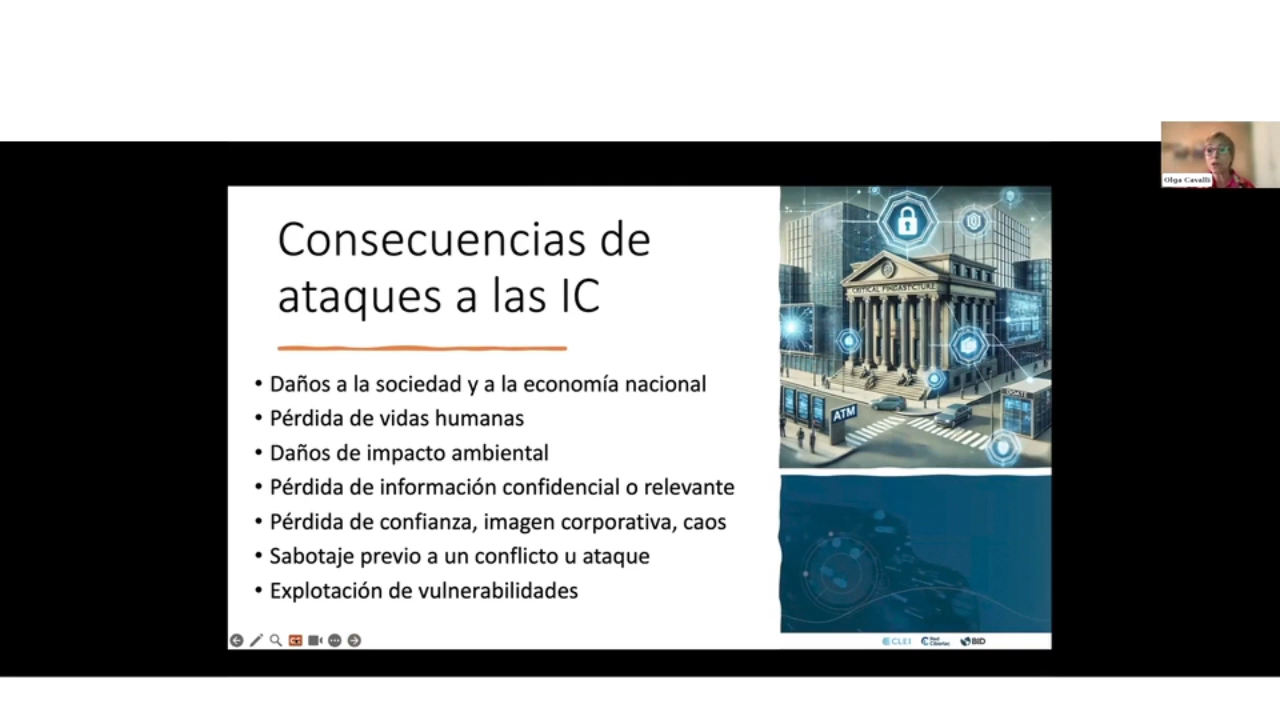 Consecuencias de
ataques a las IC
• Daños a la sociedad y a la economía nacional
• Pérdida de vidas humanas
• Daños de impacto ambiental
• Pérdida de información confidencial o relevante
• Pérdida de confianza, imagen corporativa, caos
• Sabotaje previo a un conflicto u ataque
• Explotación de vulnerabilidades
Olga Cavalli
ATM
CLEI
Red
BID